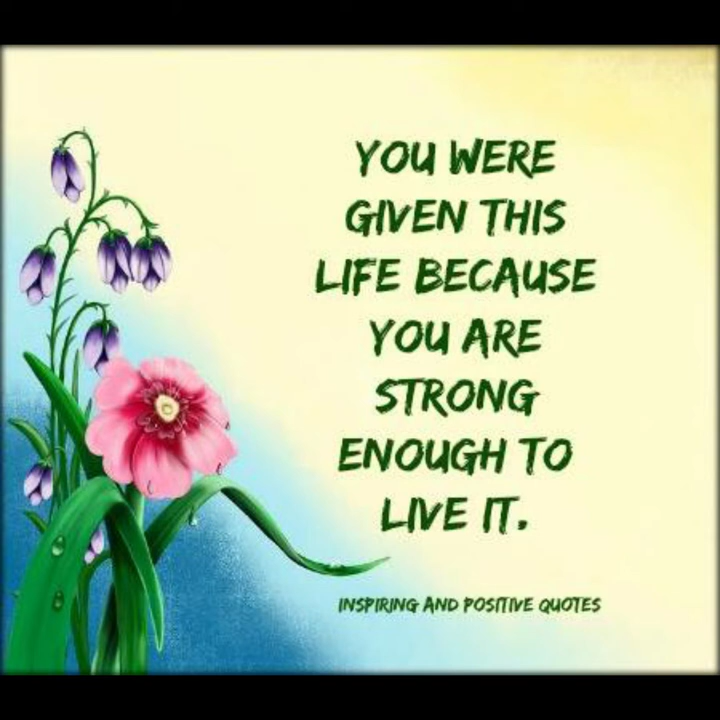 YOU WERE
GIVEN THIS
LIFE BECAUSE
YOU ARE
STRONG
ENOUGH TO
LIVE IT.
INSPIRING AND POSITIVE QUOTES